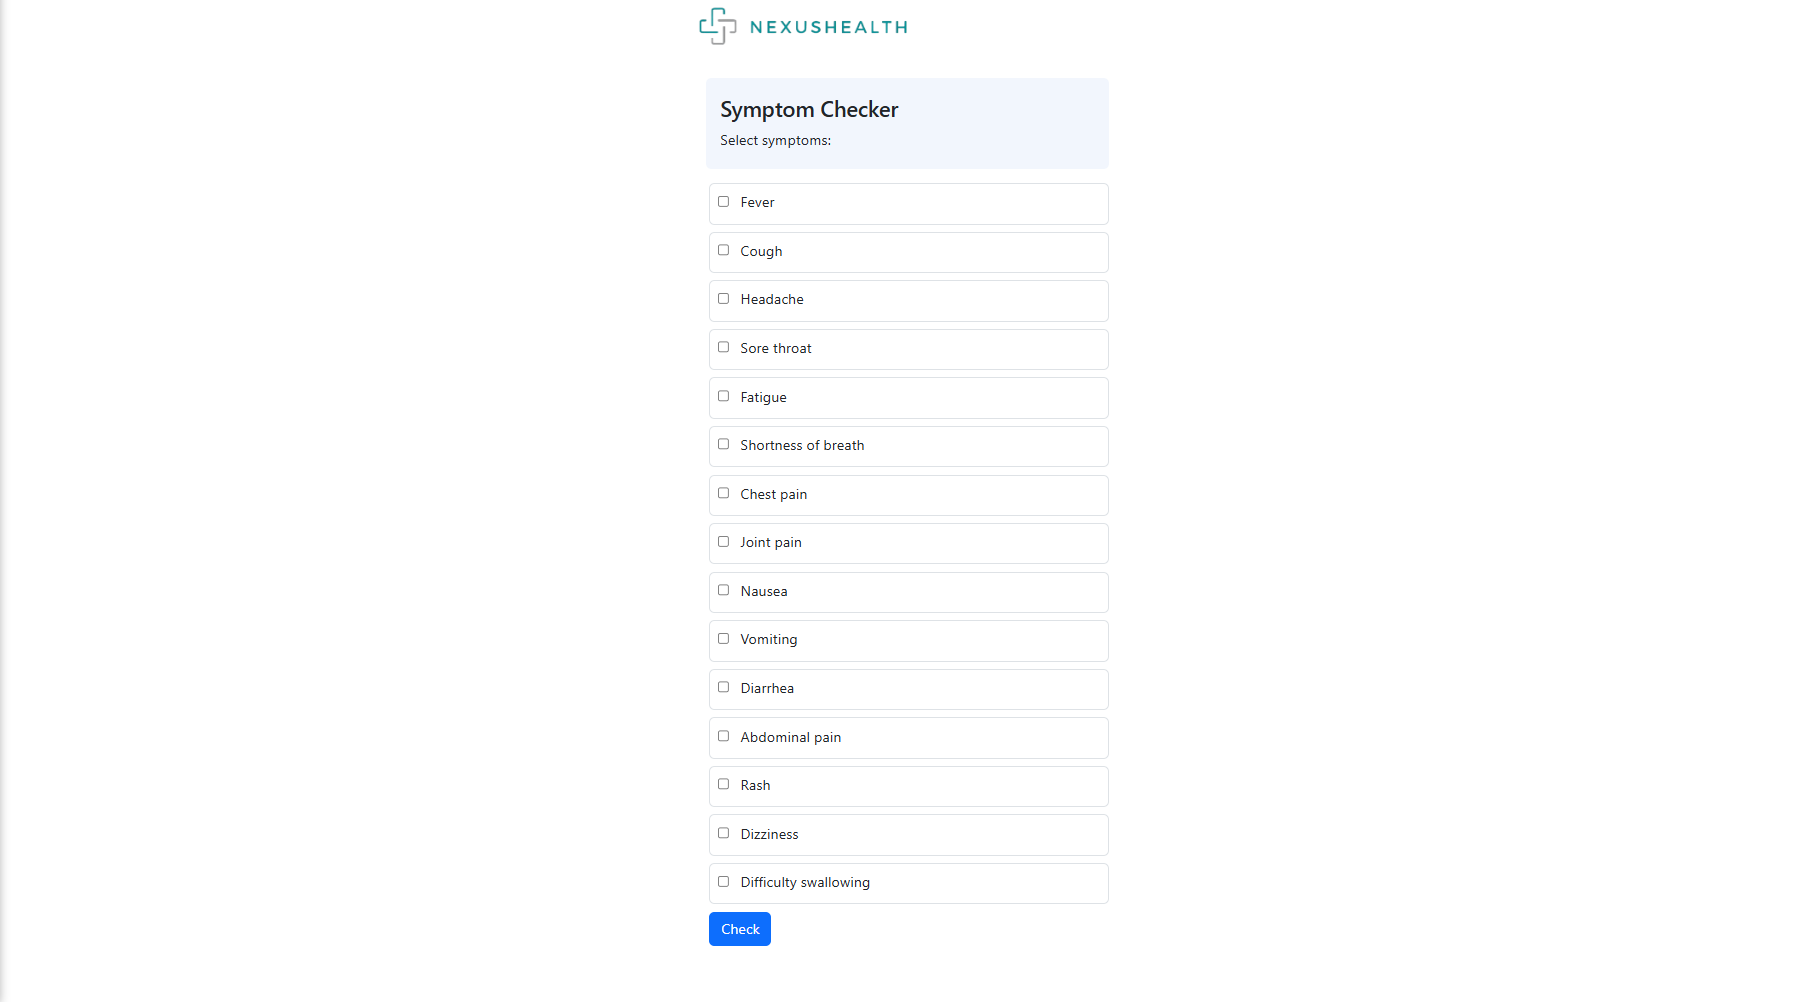 NEXUSHEALTH
Symptom Checker
Select symptoms:
Fever
Cough
Headache
Sore throat
Fatigue
Shortness of breath
Chest pain
Joint pain
Nausea
Vomiting
Diarrhea
Abdominal pain
Rash
Dizziness
Difficulty swallowing
Check